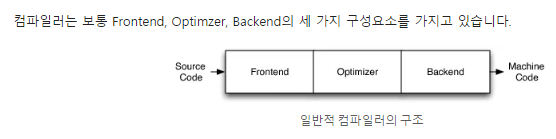 컴파일러는 보통 Frontend, Optimzer, Backend의 세 가지 구성요소를 가지고 있습니다.
Source
Code
Frontend
Optimizer
Backend
Machine
Code
일반적 컴파일러의 구조